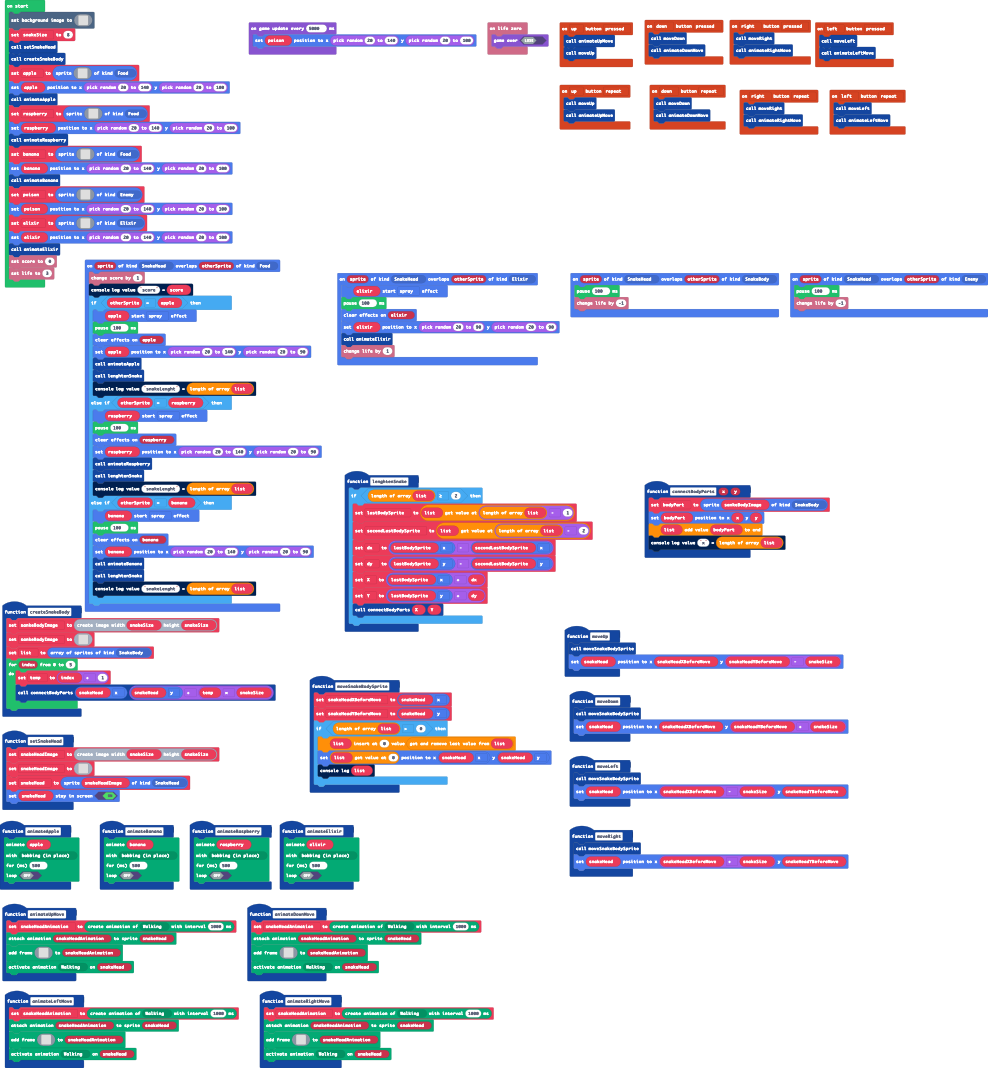 on start
set background image to
set snakeSize to 8
call setSnakeHead
call createSnakeBody
set apple to sprite of kind Food
set apple position to x pick random 20 to 140 y pick random 20 to 100
call animateApple
set raspberry to sprite of kind Food
set raspberry position to x pick random 20 to 140 y pick random 20 to 100
call animateRaspberry
set banana to sprite of kind Food
set banana position to x pick random 20 to 140 y pick random 20 to 100
call animateBanana
set poison to sprite of kind Enemy
set poison position to x pick random 20 to 140 y pick random 20 to 100
set elixir to sprite of kind Elixir
set elixir position to x pick random 20 to 140 y pick random 20 to 100
call animateElixir
set score to 0
set life to 3
on game update every 5000 ms
set poison position to x pick random 20 to 140 y pick random 20 to 100
on life zero
game over
on up button pressed
call animateUpMove
call moveUp
on down button pressed
call moveDown
call animateDownMove
on right button pressed
call moveRight
call animateRightMove
on left button pressed
call moveLeft
call animateLeftMove
on up button repeat
call moveUp
call animateUpMove
on down button repeat
call moveDown
call animateDownMove
on right button repeat
call moveRight
call animateRightMove
on left button repeat
call moveLeft
call animateLeftMove
on sprite of kind SnakeHead overlaps otherSprite of kind Food
change score by 1
console log value score = score
if otherSprite = apple then
apple start spray effect
pause 100 ms
clear effects on apple
set apple position to x pick random 20 to 140 y pick random 20 to 90
call animateApple
call lenghtenSnake
console log value snakeLenght = length of array list
else if otherSprite = raspberry then
raspberry start spray effect
pause 100 ms
clear effects on raspberry
set raspberry position to x pick random 20 to 140 y pick random 20 to 90
call animateRaspberry
call lenghtenSnake
console log value snakeLenght = length of array list
else if otherSprite = banana then
banana start spray effect
pause 100 ms
clear effects on banana
set banana position to x pick random 20 to 140 y pick random 20 to 90
call animateBanana
call lenghtenSnake
console log value snakeLenght = length of array list
on sprite of kind SnakeHead overlaps otherSprite of kind Elixir
elixir start spray effect
pause 100 ms
clear effects on elixir
set elixir position to x pick random 20 to 90 y pick random 20 to 90
call animateElixir
change life by 1
on sprite of kind SnakeHead overlaps otherSprite of kind SnakeBody
pause 100 ms
change life by -1
on sprite of kind SnakeHead overlaps otherSprite of kind Enemy
pause 100 ms
change life by -1
function lenghtenSnake
if length of array list ≥ 2 then
set lastBodySprite to list get value at length of array list - 1
set secondLastBodySprite to list get value at length of array list - 2
set dx to lastBodySprite x - secondLastBodySprite x
set dy to lastBodySprite y - secondLastBodySprite y
set X to lastBodySprite x + dx
set Y to lastBodySprite y + dy
call connectBodyParts X Y
function connectBodyParts x y
set bodyPart to sprite snakeBodyImage of kind SnakeBody
set bodyPart position to x x y y
list add value bodyPart to end
console log value x = length of array list
function createSnakeBody
set snakeBodyImage to create image width snakeSize height snakeSize
set snakeBodyImage to
set list to array of sprites of kind SnakeBody
for index from 0 to 3
do set temp to index + 1
call connectBodyParts snakeHead x snakeHead y + temp × snakeSize
function setSnakeHead
set snakeHeadImage to create image width snakeSize height snakeSize
set snakeHeadImage to
set snakeHead to sprite snakeHeadImage of kind SnakeHead
set snakeHead stay in screen ON
function moveSnakeBodySprite
set snakeHeadXBeforeMove to snakeHead x
set snakeHeadYBeforeMove to snakeHead y
if length of array list > 0 then
list insert at 0 value get and remove last value from list
set list get value at 0 position to x snakeHead x y snakeHead y
console log list
function moveUp
call moveSnakeBodySprite
set snakeHead position to x snakeHeadXBeforeMove y snakeHeadYBeforeMove - snakeSize
function moveDown
call moveSnakeBodySprite
set snakeHead position to x snakeHeadXBeforeMove y snakeHeadYBeforeMove + snakeSize
function moveLeft
call moveSnakeBodySprite
set snakeHead position to x snakeHeadXBeforeMove - snakeSize y snakeHeadYBeforeMove
function moveRight
call moveSnakeBodySprite
set snakeHead position to x snakeHeadXBeforeMove + snakeSize y snakeHeadYBeforeMove
function animateApple
animate apple
with bobbing (in place)
for (ms) 500
loop OFF
function animateBanana
animate banana
with bobbing (in place)
for (ms) 500
loop OFF
function animateRaspberry
animate raspberry
with bobbing (in place)
for (ms) 500
loop OFF
function animateElixir
animate elixir
with bobbing (in place)
for (ms) 500
loop OFF
function animateUpMove
set snakeHeadAnimation to create animation of Walking with interval 1000 ms
attach animation snakeHeadAnimation to sprite snakeHead
add frame to snakeHeadAnimation
activate animation Walking on snakeHead
function animateDownMove
set snakeHeadAnimation to create animation of Walking with interval 1000 ms
attach animation snakeHeadAnimation to sprite snakeHead
add frame to snakeHeadAnimation
activate animation Walking on snakeHead
function animateLeftMove
set snakeHeadAnimation to create animation of Walking with interval 1000 ms
attach animation snakeHeadAnimation to sprite snakeHead
add frame to snakeHeadAnimation
activate animation Walking on snakeHead
function animateRightMove
set snakeHeadAnimation to create animation of Walking with interval 1000 ms
attach animation snakeHeadAnimation to sprite snakeHead
add frame to snakeHeadAnimation
activate animation Walking on snakeHead